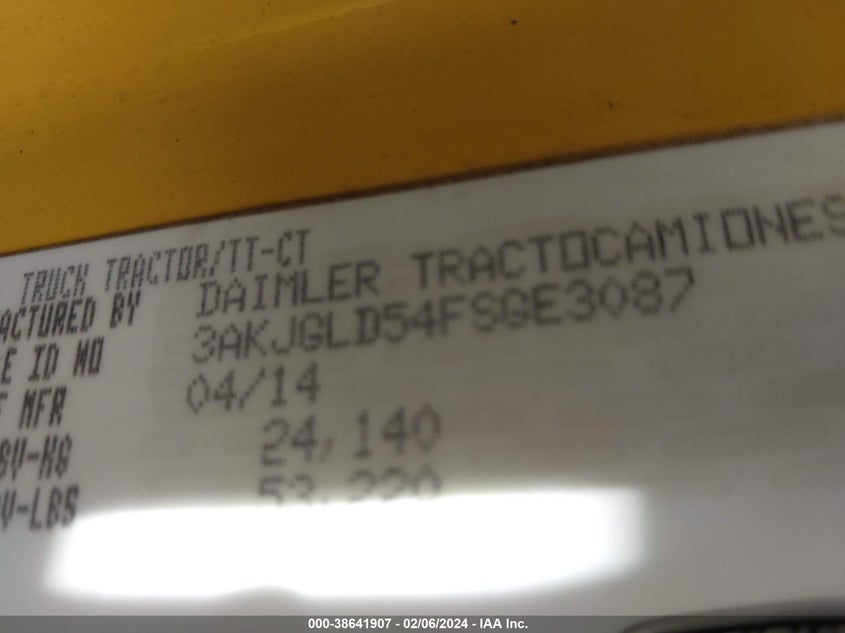 TRUCK TRACTOR/TT-CT
ACTURED BY DAIMLER TRACTOCAMIONES
E ID NO 3AKJGLD54FSGE3087
MFR 04/14
-KG 24,140
-LBS
000-38641907 - 02/06/2024 - IAA Inc.